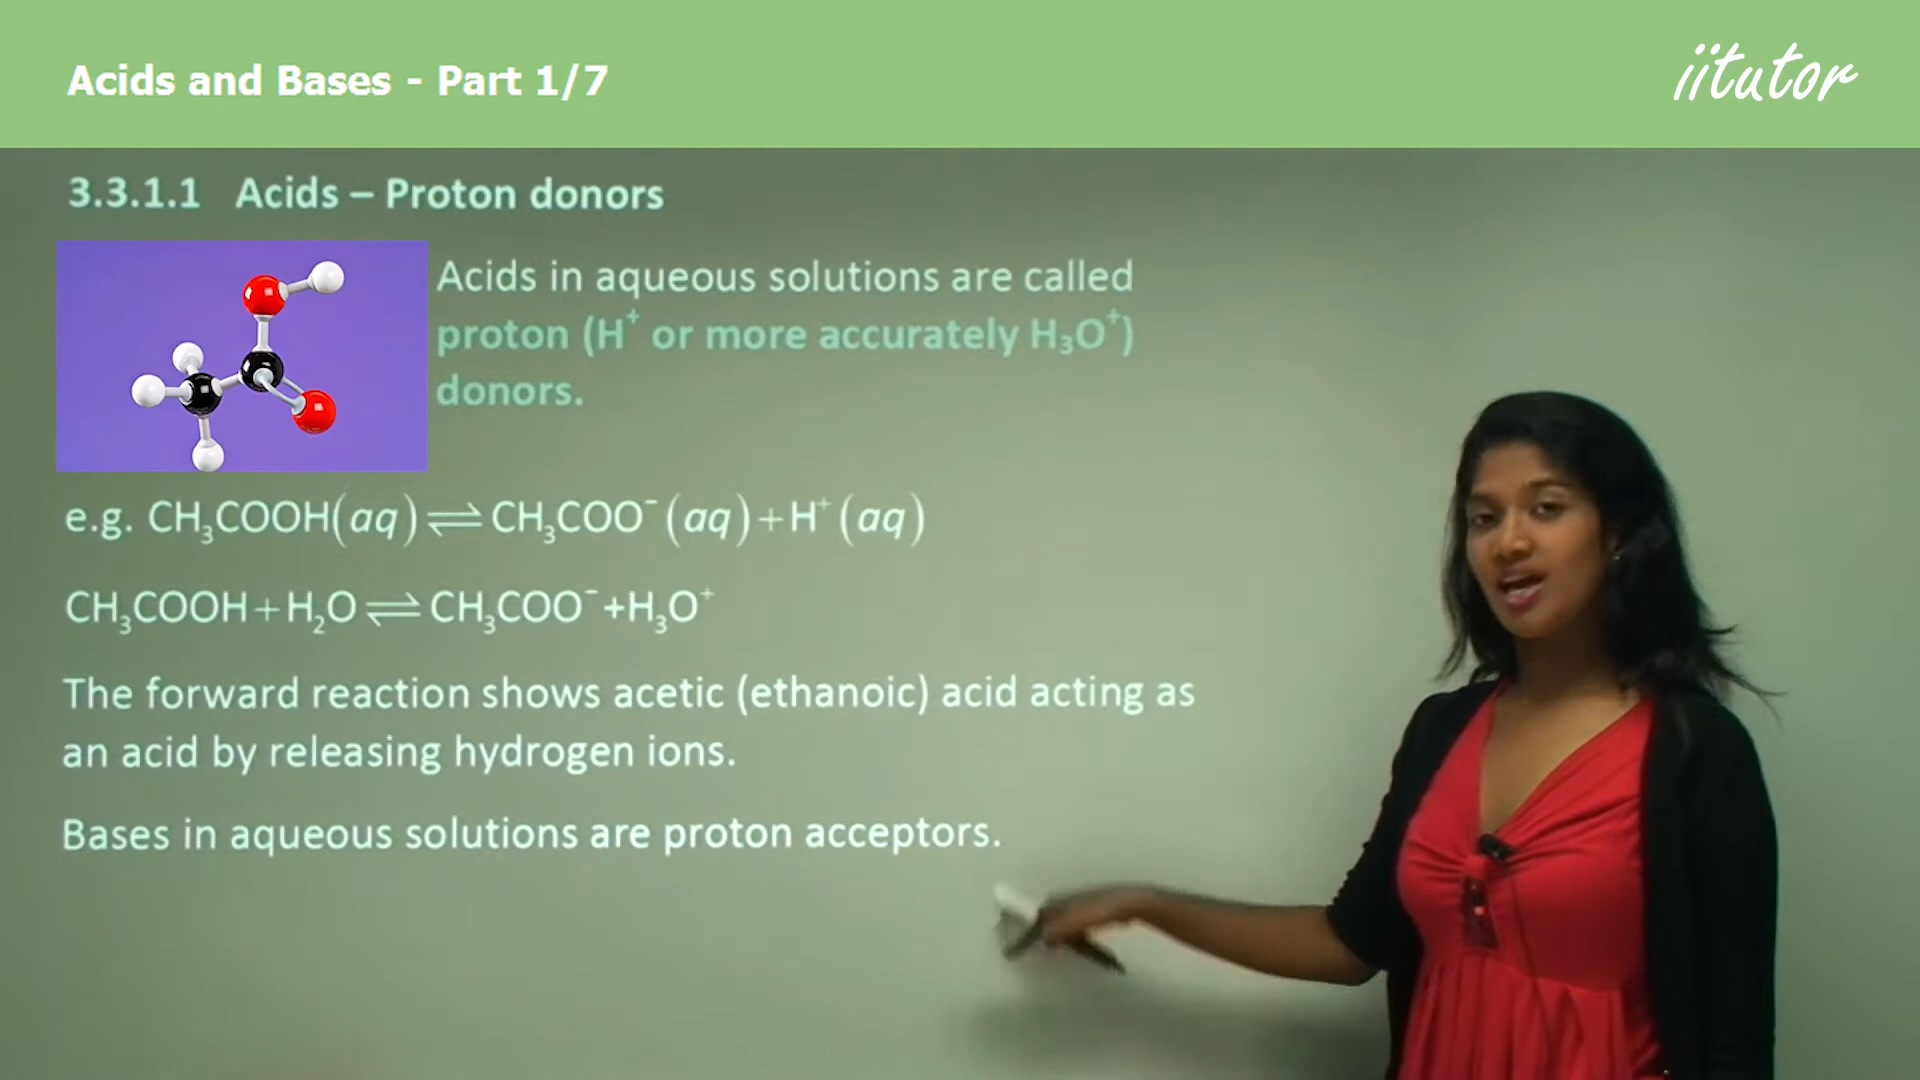 Acids and Bases - Part 1/7
iitutor
3.3.1.1 Acids – Proton donors
Acids in aqueous solutions are called
proton (H⁺ or more accurately H₃O⁺)
donors.
e.g. CH₃COOH(aq) ⇌ CH₃COO⁻(aq) + H⁺(aq)
CH₃COOH + H₂O ⇌ CH₃COO⁻ + H₃O⁺
The forward reaction shows acetic (ethanoic) acid acting as
an acid by releasing hydrogen ions.
Bases in aqueous solutions are proton acceptors.